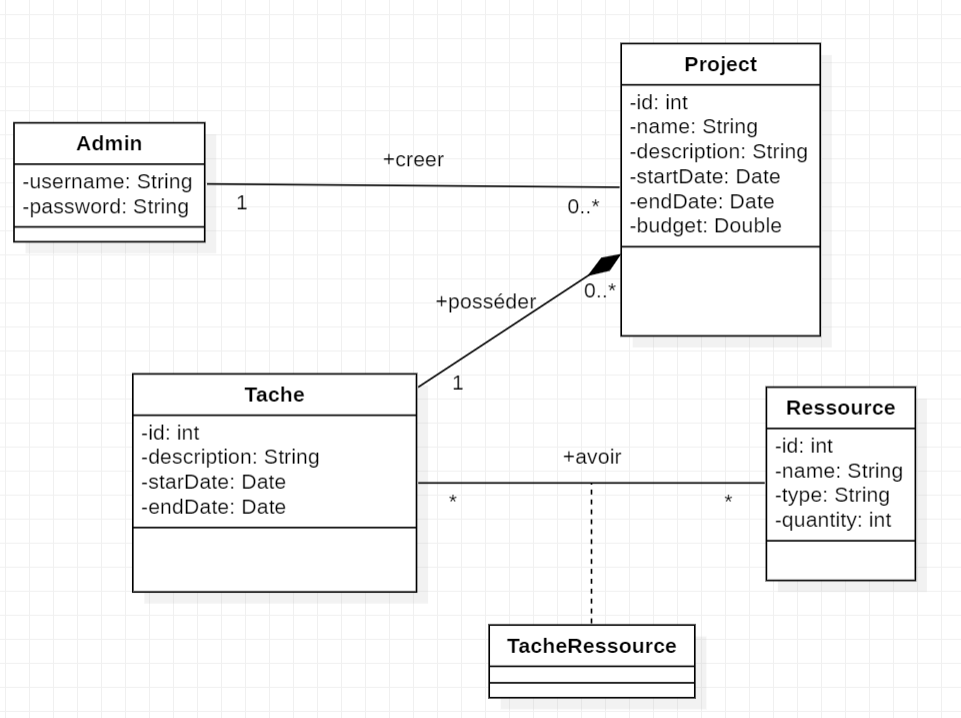 Project
-id: int
-name: String
-description: String
-startDate: Date
-endDate: Date
-budget: Double
Admin
-username: String
-password: String
+creer
1
0..*
+posséder
0..*
1
Tache
-id: int
-description: String
-starDate: Date
-endDate: Date
+avoir
*
*
Ressource
-id: int
-name: String
-type: String
-quantity: int
TacheRessource